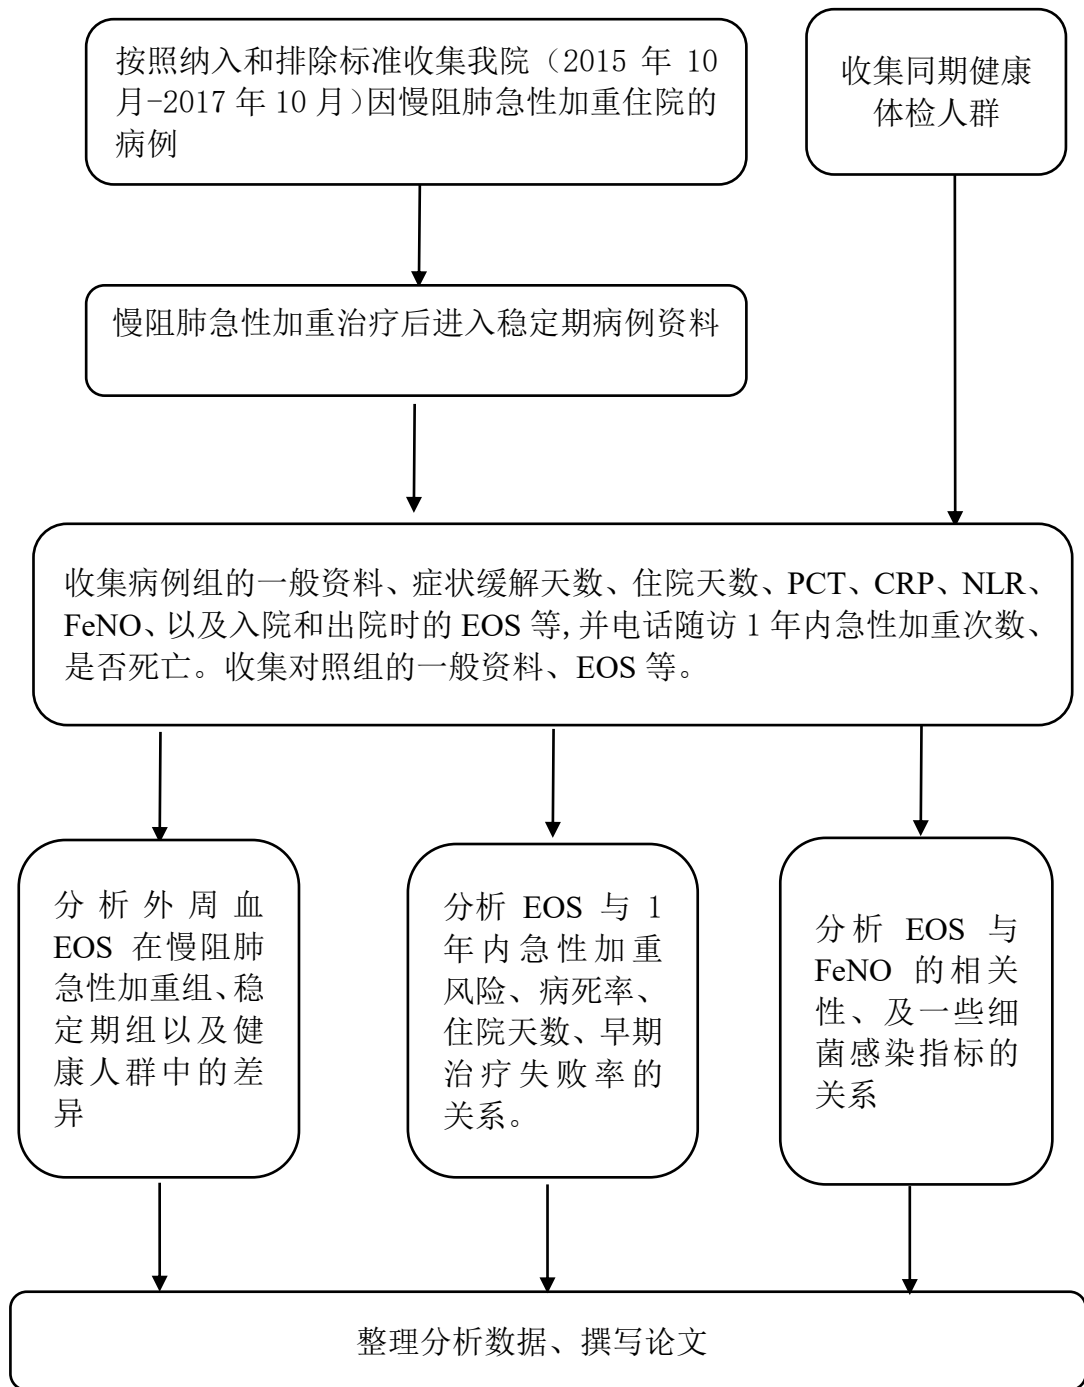 按照纳入和排除标准收集我院（2015 年 10
月-2017 年 10 月）因慢阻肺急性加重住院的
病例
收集同期健康
体检人群
慢阻肺急性加重治疗后进入稳定期病例资料
收集病例组的一般资料、症状缓解天数、住院天数、PCT、CRP、NLR、
FeNO、以及入院和出院时的 EOS 等,并电话随访 1 年内急性加重次数、
是否死亡。收集对照组的一般资料、EOS 等。
分析外周血
EOS 在慢阻肺
急性加重组、稳
定期组以及健
康人群中的差
异
分析 EOS 与 1
年内急性加重
风险、病死率、
住院天数、早期
治疗失败率的
关系。
分析 EOS 与
FeNO 的相关
性、及一些细
菌感染指标的
关系
整理分析数据、撰写论文